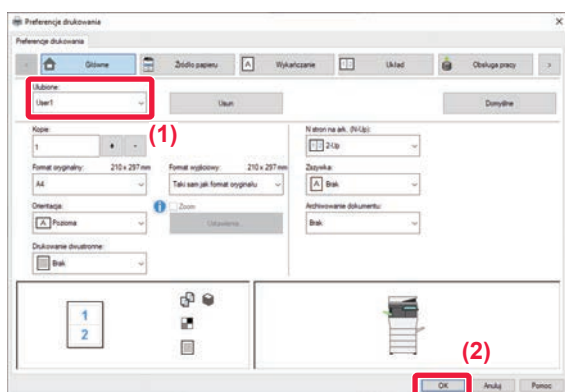 Preferencje drukowania
Preferencje drukowania
Główne
Źródło papieru
Wykańczanie
Układ
Obsługa pracy
Ulubione:
User1
Usuń
Domyślne
(1)
Kopie:
1
N stron na ark. (N-Up):
2-Up
Format oryginalny: 210 x 297 mm
A4
Format wyjściowy: 210 x 297 mm
Taki sam jak format oryginału
Zszywka:
Brak
Orientacja:
Pozioma
Zoom
Ustawienia...
Archiwowanie dokumentu:
Brak
Drukowanie dwustronne:
Brak
1
2
(2)
OK
Anuluj
Pomoc